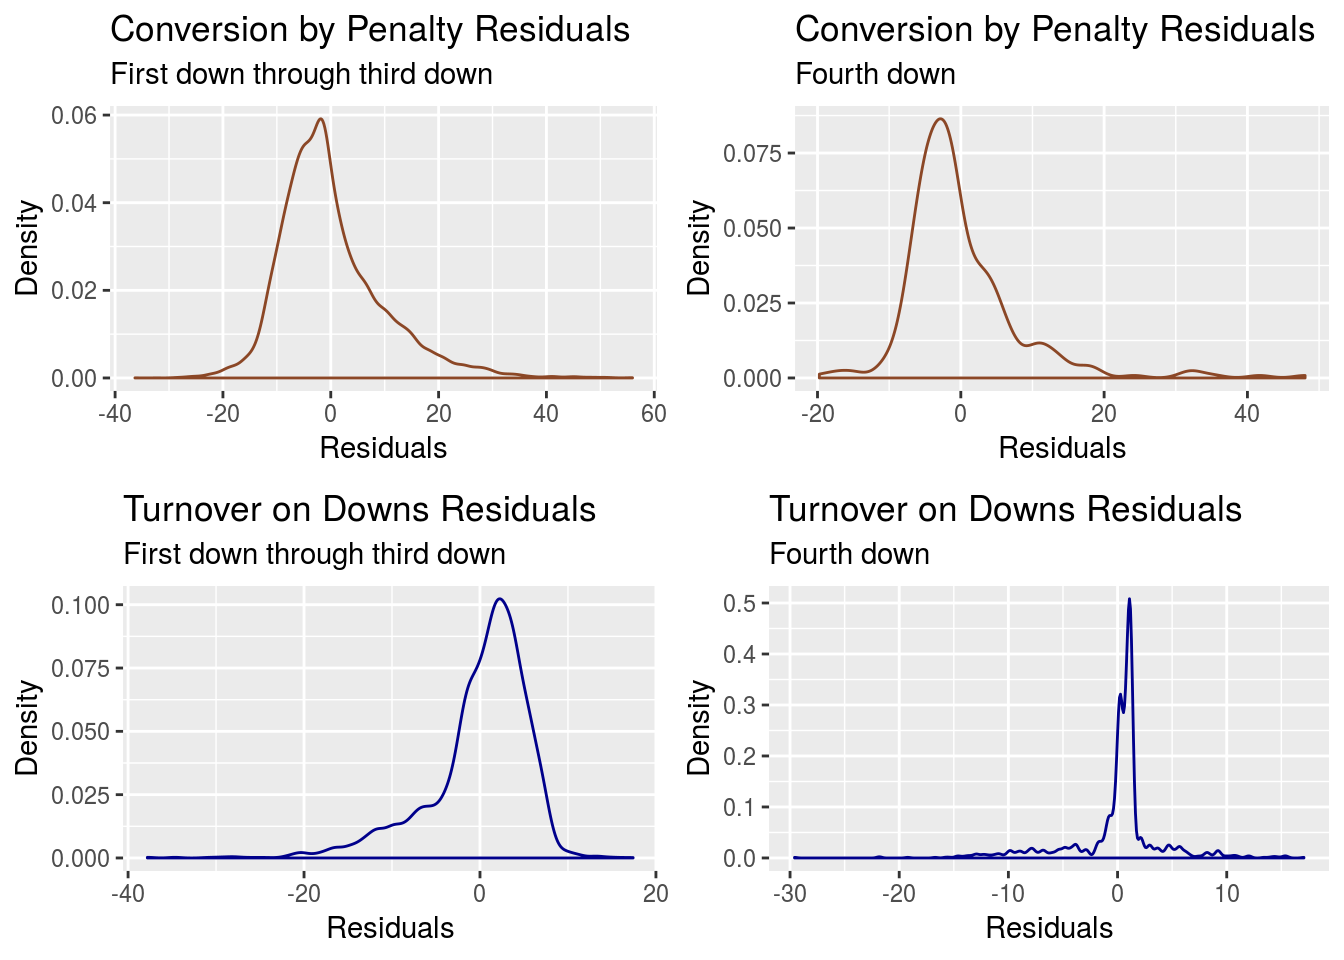 Conversion by Penalty Residuals
First down through third down
0.06
0.04
0.02
0.00
Density
-40 -20 0 20 40 60
Residuals
Conversion by Penalty Residuals
Fourth down
0.075
0.050
0.025
0.000
Density
-20 0 20 40
Residuals
Turnover on Downs Residuals
First down through third down
0.100
0.075
0.050
0.025
0.000
Density
-40 -20 0 20
Residuals
Turnover on Downs Residuals
Fourth down
0.5
0.4
0.3
0.2
0.1
0.0
Density
-30 -20 -10 0 10
Residuals